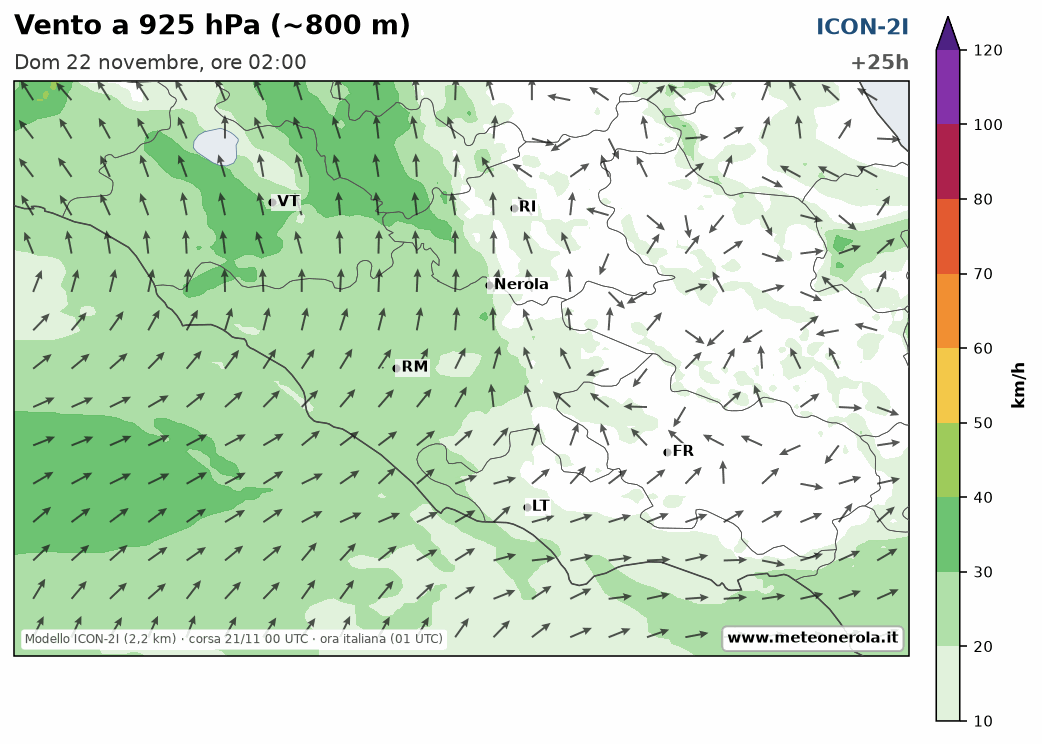 Vento a 925 hPa (~800 m)
ICON-2I
Dom 22 novembre, ore 02:00
+25h
120
100
80
70
60
50
40
30
20
10
km/h
VT
RI
Nerola
RM
FR
LT
Modello ICON-2I (2,2 km) · corsa 21/11 00 UTC · ora italiana (01 UTC)
www.meteonerola.it